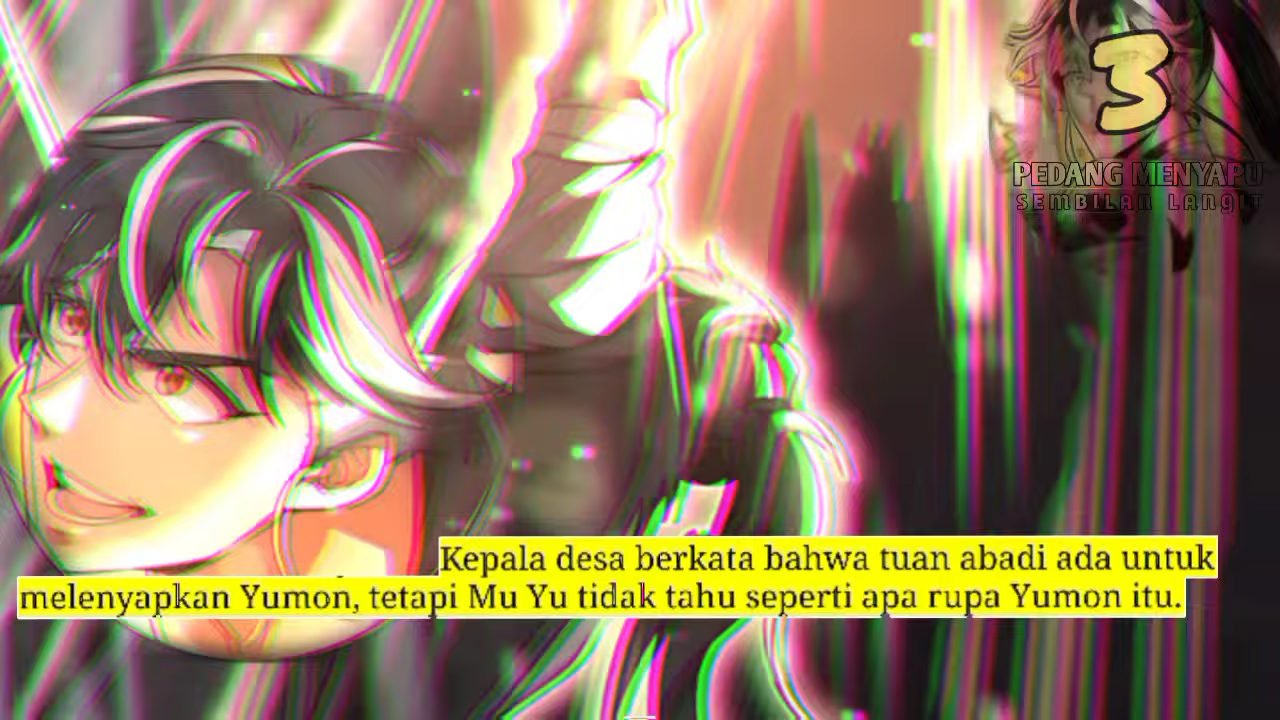 3
PEDANG MENYAPU
SEMBILAN LANGIT
Kepala desa berkata bahwa tuan abadi ada untuk
melenyapkan Yumon, tetapi Mu Yu tidak tahu seperti apa rupa Yumon itu.